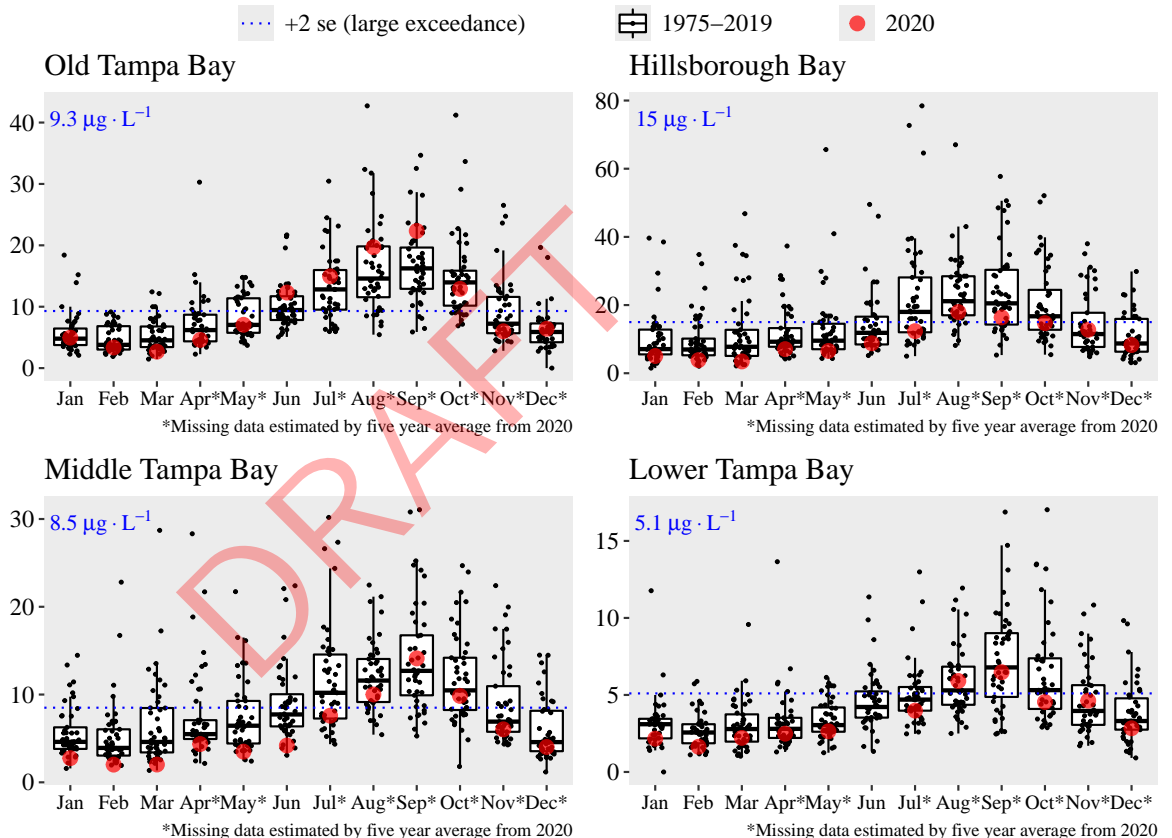 +2 se (large exceedance) 1975–2019 2020
Old Tampa Bay
9.3 μg · L⁻¹
40
30
20
10
0
Jan Feb Mar Apr* May* Jun Jul* Aug* Sep* Oct* Nov* Dec*
*Missing data estimated by five year average from 2020
Hillsborough Bay
15 μg · L⁻¹
80
60
40
20
0
Jan Feb Mar Apr* May* Jun Jul* Aug* Sep* Oct* Nov* Dec*
*Missing data estimated by five year average from 2020
Middle Tampa Bay
8.5 μg · L⁻¹
30
20
10
0
Jan Feb Mar Apr* May* Jun Jul* Aug* Sep* Oct* Nov* Dec*
*Missing data estimated by five year average from 2020
Lower Tampa Bay
5.1 μg · L⁻¹
15
10
5
0
Jan Feb Mar Apr* May* Jun Jul* Aug* Sep* Oct* Nov* Dec*
*Missing data estimated by five year average from 2020
DRAFT